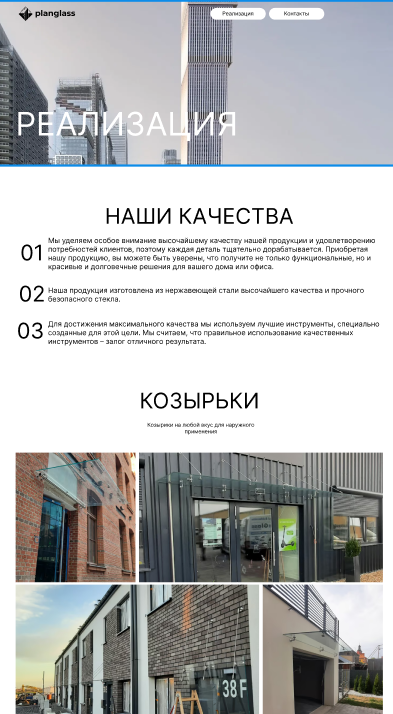 planglass
Реализация
Контакты
РЕАЛИЗАЦИЯ
НАШИ КАЧЕСТВА
01
Мы уделяем особое внимание высочайшему качеству нашей продукции и удовлетворению
потребностей клиентов, поэтому каждая деталь тщательно дорабатывается. Приобретая
нашу продукцию, вы можете быть уверены, что получите не только функциональные, но и
красивые и долговечные решения для вашего дома или офиса.
02
Наша продукция изготовлена из нержавеющей стали высочайшего качества и прочного
безопасного стекла.
03
Для достижения максимального качества мы используем лучшие инструменты, специально
созданные для этой цели. Мы считаем, что правильное использование качественных
инструментов – залог отличного результата.
КОЗЫРЬКИ
Козырики на любой вкус для наружного
применения
38F